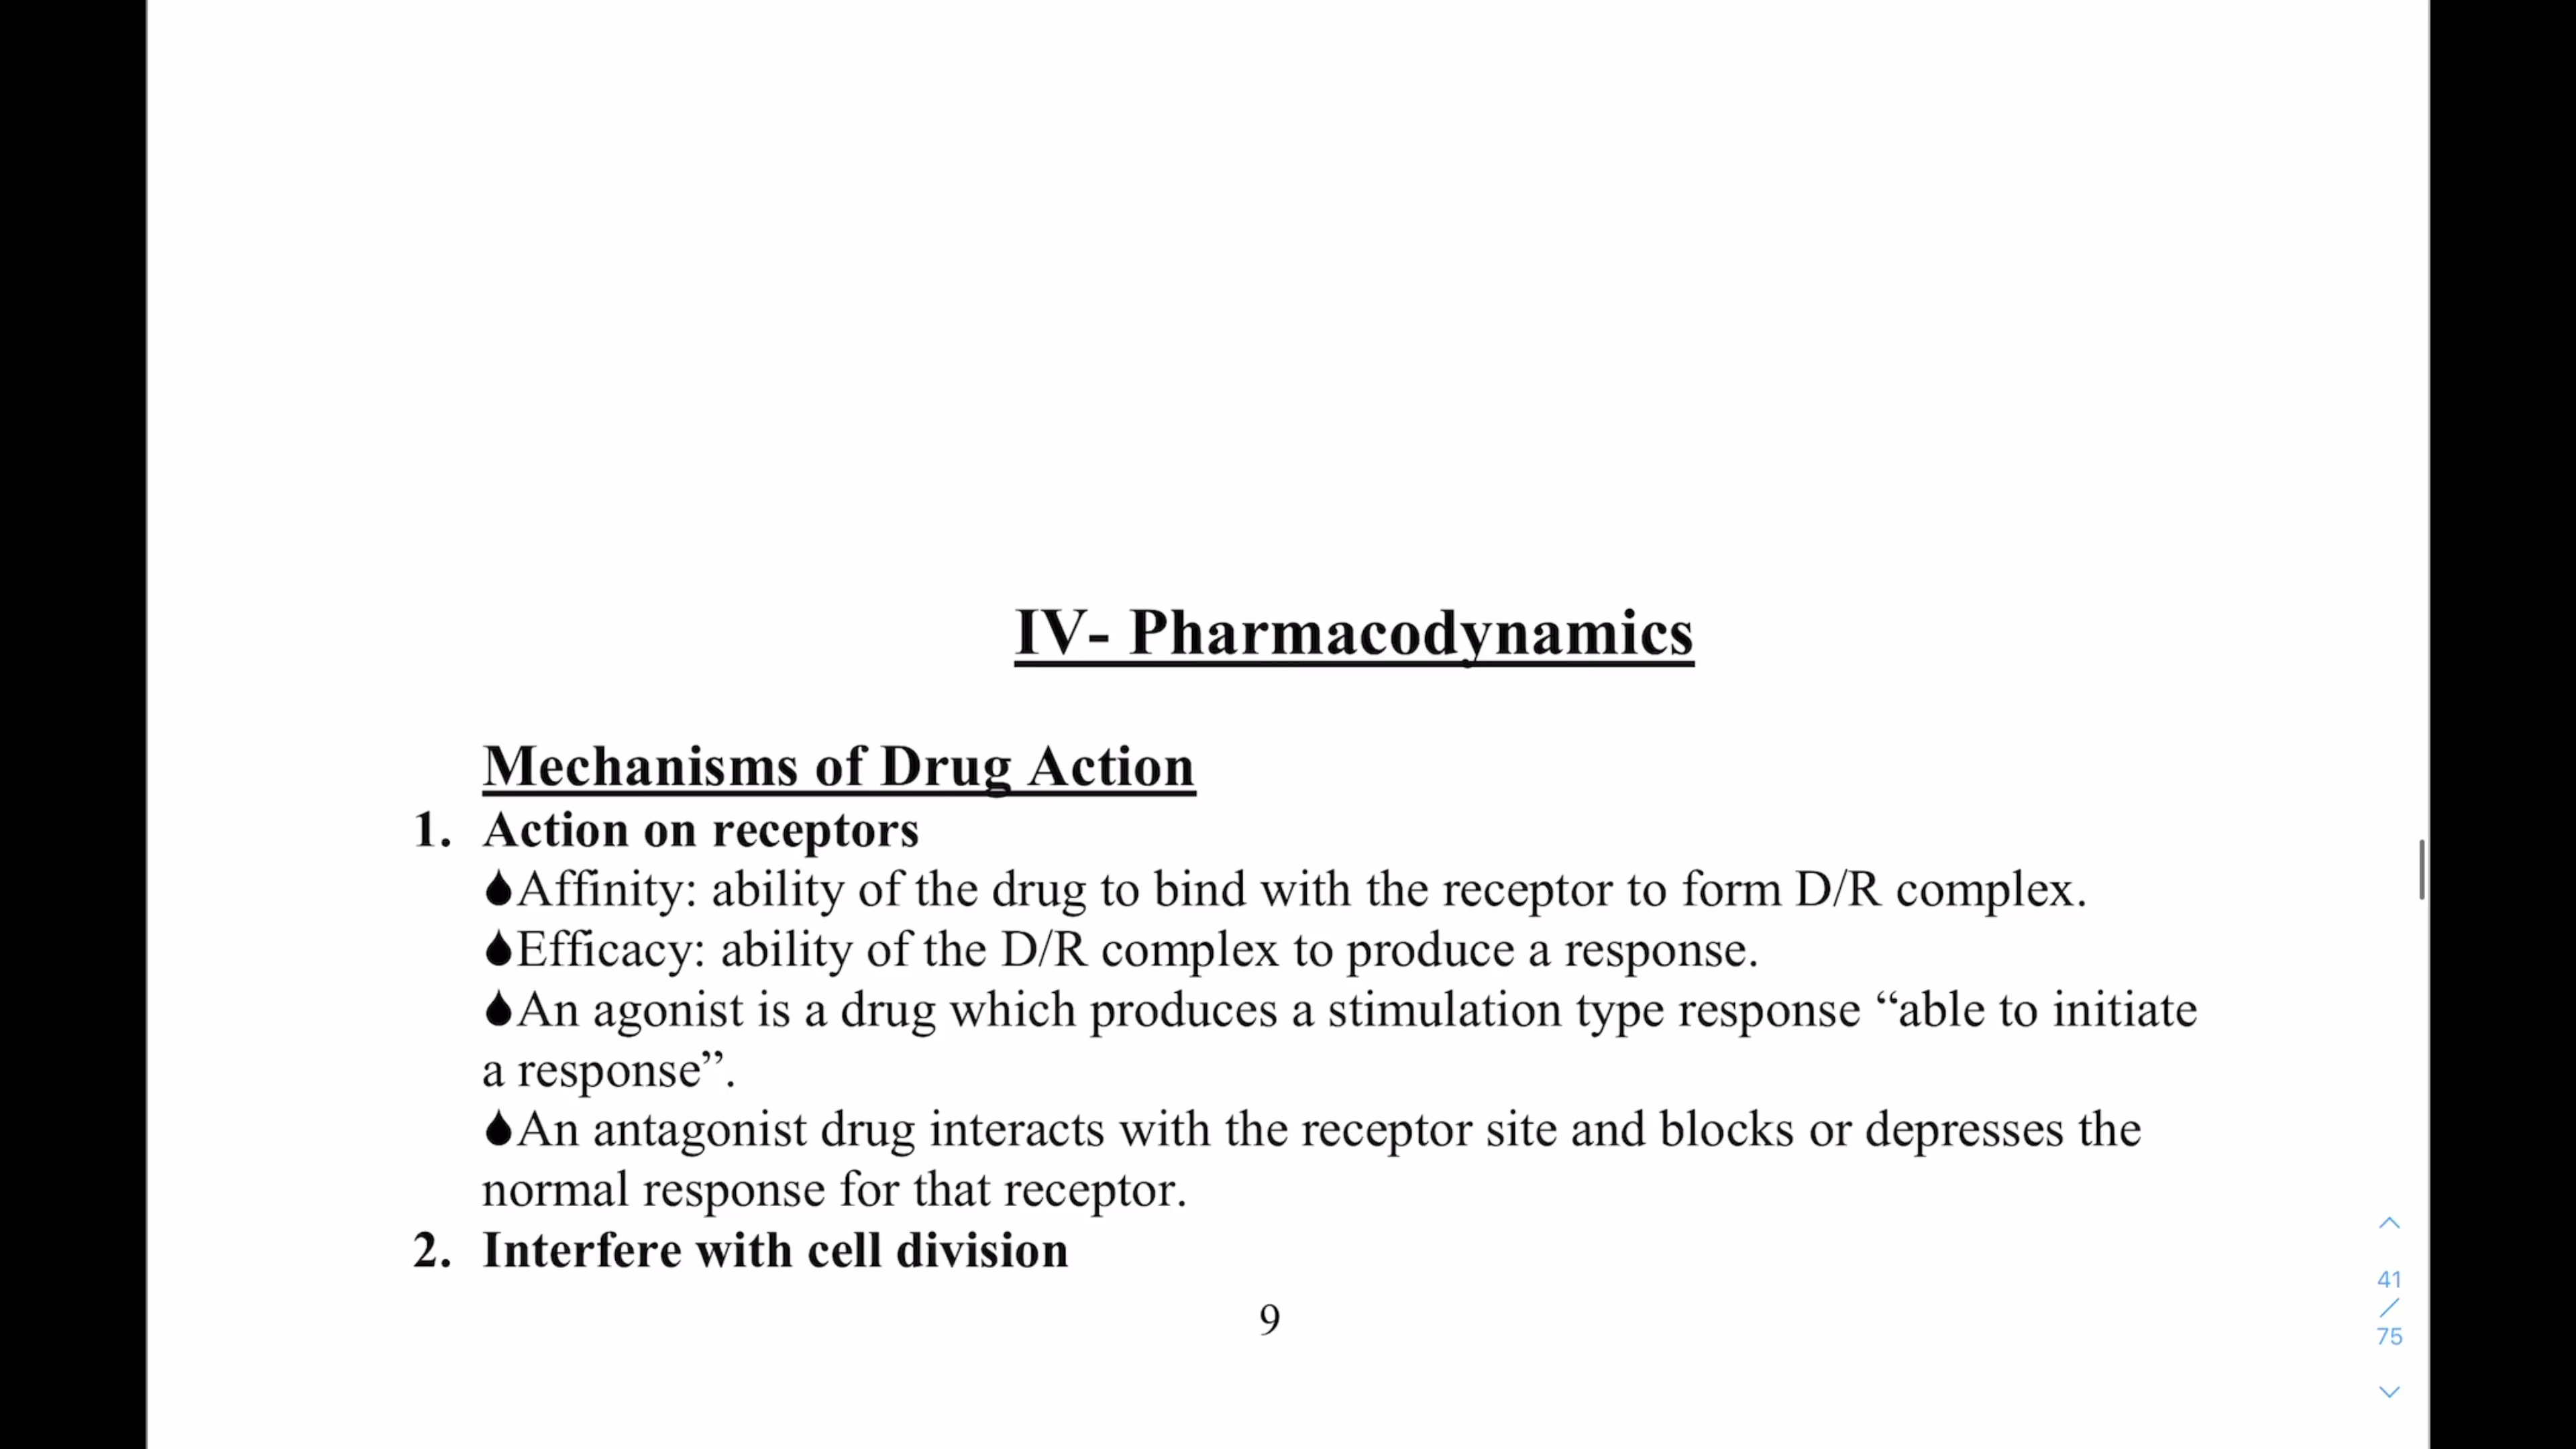 IV- Pharmacodynamics
Mechanisms of Drug Action
1. Action on receptors
🌢Affinity: ability of the drug to bind with the receptor to form D/R complex.
🌢Efficacy: ability of the D/R complex to produce a response.
🌢An agonist is a drug which produces a stimulation type response “able to initiate
a response”.
🌢An antagonist drug interacts with the receptor site and blocks or depresses the
normal response for that receptor.
2. Interfere with cell division
9
41
/
75